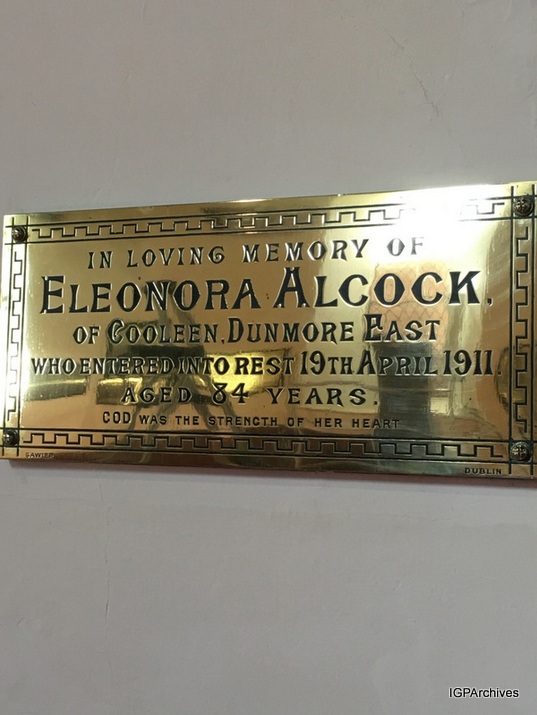 IN LOVING MEMORY OF
ELEONORA ALCOCK,
OF COOLEEN, DUNMORE EAST
WHO ENTERED INTO REST 19TH APRIL 1911.
AGED 84 YEARS.
GOD WAS THE STRENGTH OF HER HEART
DUBLIN
IGPArchives